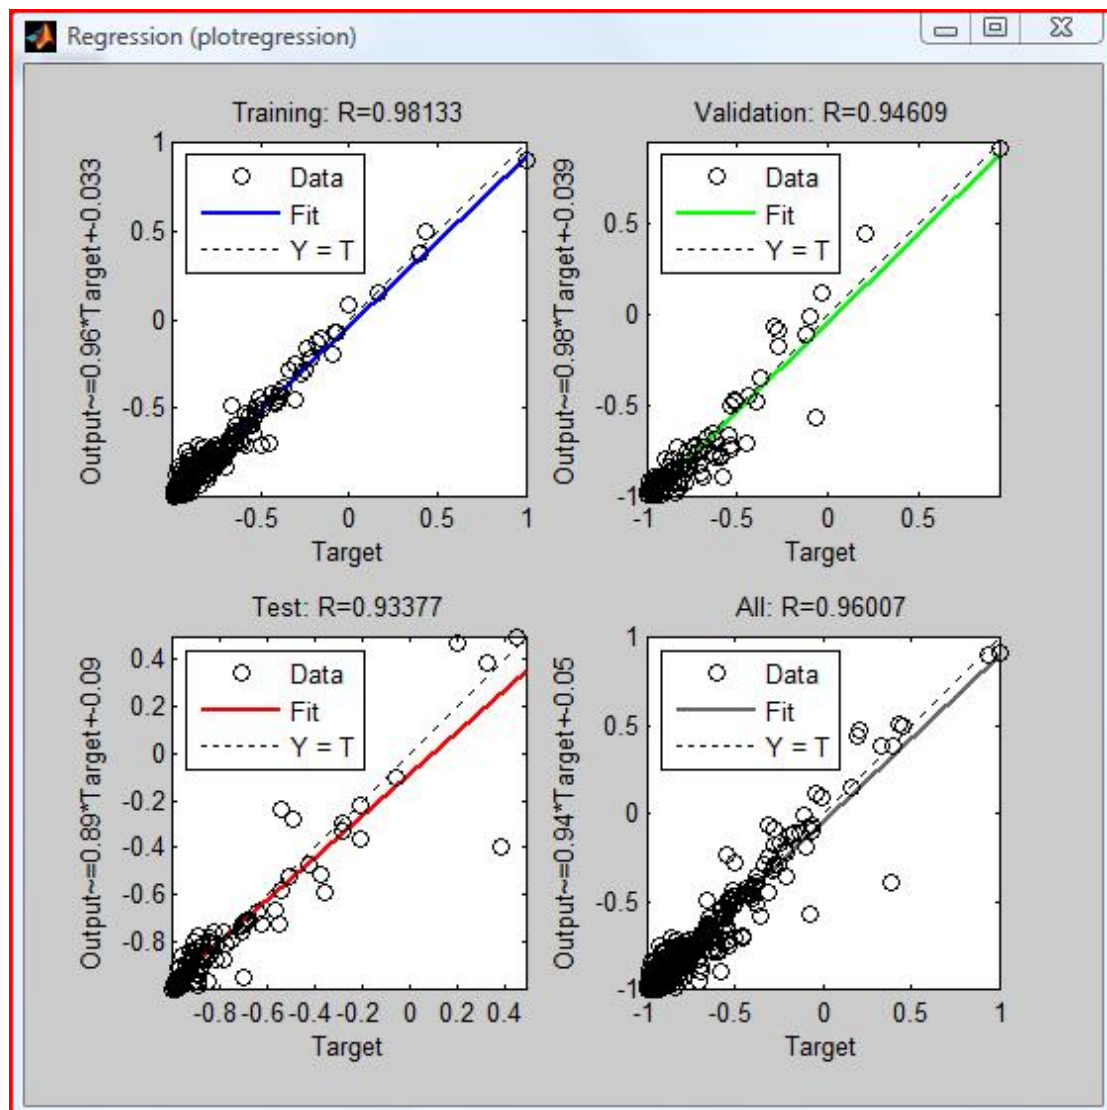 Regression (plotregression)
Training: R=0.98133
Output~=0.96*Target+-0.033
Data
Fit
Y = T
1
0.5
0
-0.5
-0.5 0 0.5 1
Target
Validation: R=0.94609
Output~=0.98*Target+-0.039
Data
Fit
Y = T
0.5
0
-0.5
-1
-1 -0.5 0 0.5
Target
Test: R=0.93377
Output~=0.89*Target+-0.09
Data
Fit
Y = T
0.4
0.2
0
-0.2
-0.4
-0.6
-0.8
-0.8 -0.6 -0.4 -0.2 0 0.2 0.4
Target
All: R=0.96007
Output~=0.94*Target+-0.05
Data
Fit
Y = T
1
0.5
0
-0.5
-1
-1 -0.5 0 0.5 1
Target